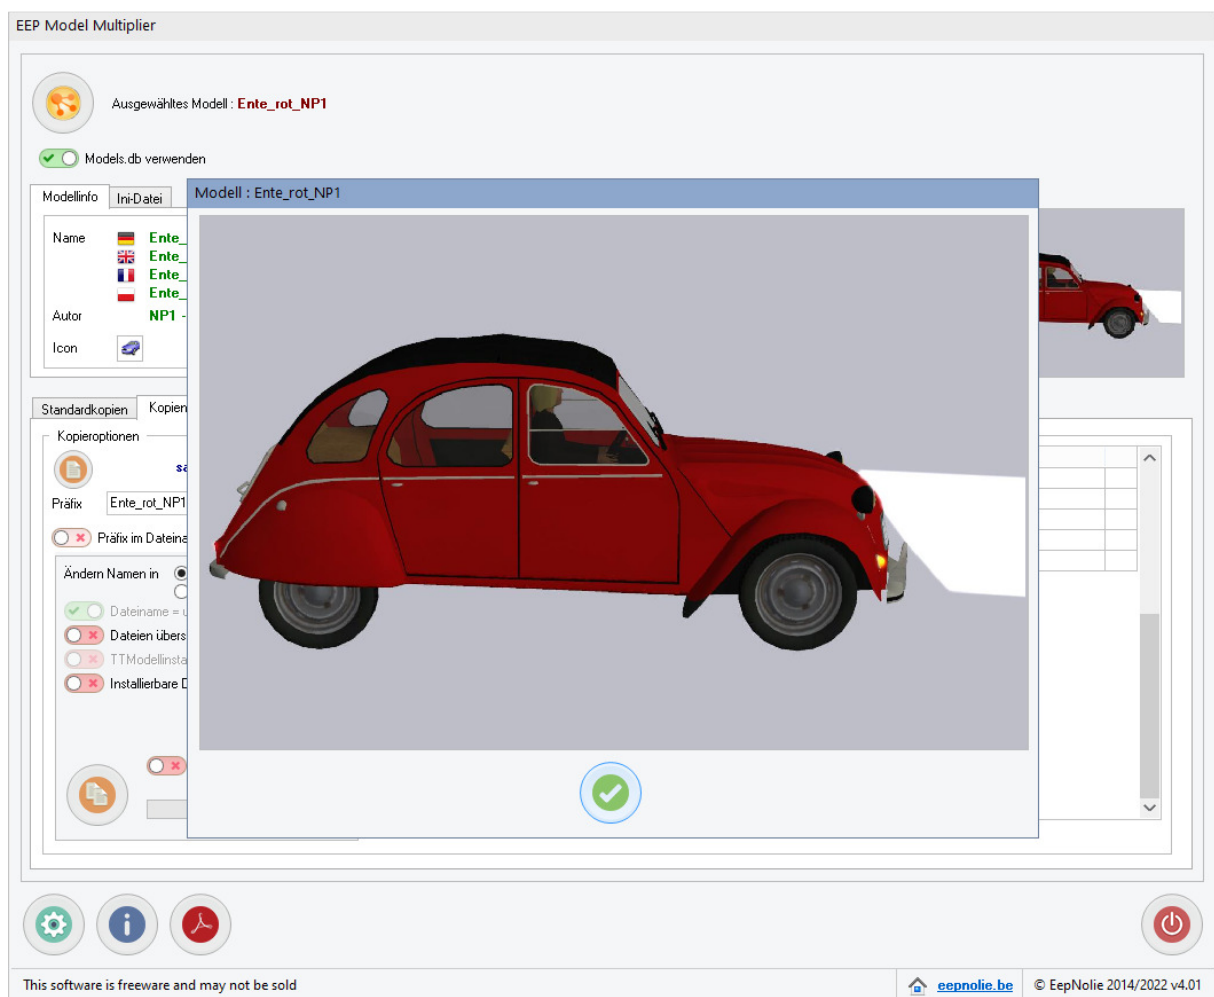 EEP Model Multiplier
Ausgewähltes Modell : Ente_rot_NP1
Models.db verwenden
Modellinfo Ini-Datei
Modell : Ente_rot_NP1
Name Ente_
Ente_
Ente_
Ente_
Autor NP1 -
Icon
Standardkopien Kopien
Kopieroptionen
Präfix Ente_rot_NP1
Präfix im Dateina
Ändern Namen in
Dateiname = u
Dateien übers
TTModellinsta
Installierbare D
This software is freeware and may not be sold
eepnolie.be
© EepNolie 2014/2022 v4.01